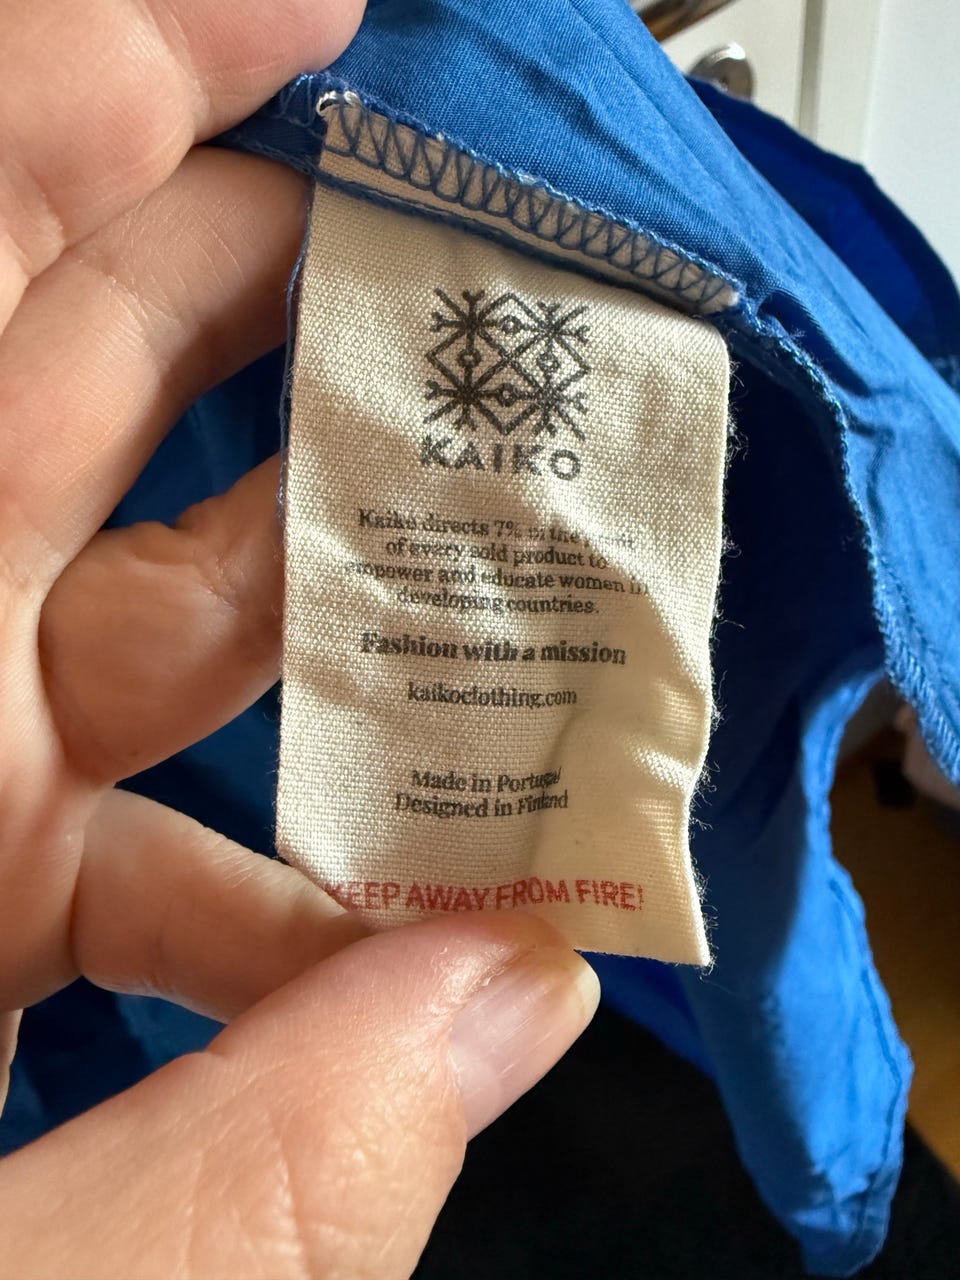 KAIKO
Kaiko directs 7% of the
of every sold product to
empower and educate women in
developing countries.
Fashion with a mission
kaikoclothing.com
Made in Portugal
Designed in Finland
KEEP AWAY FROM FIRE!